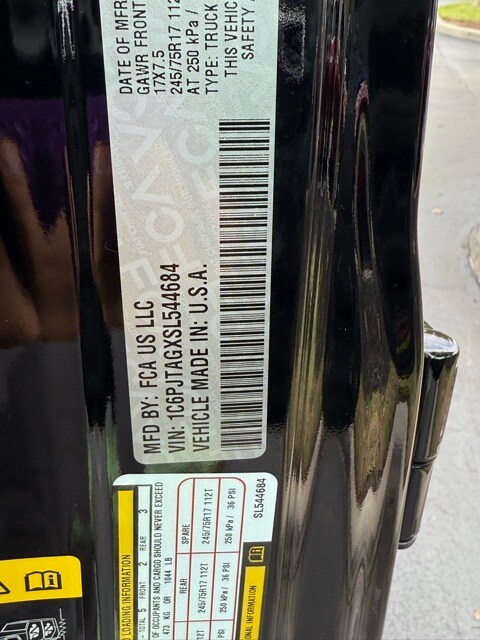 DATE OF MFR
GAWR FRONT
17X7.5
245/75R17 112
AT 250 kPa /
TYPE: TRUCK
THIS VEHIC
SAFETY
MFD BY: FCA US LLC
VIN: 1C6PJTAGXSL544684
VEHICLE MADE IN: U.S.A.
LOADING INFORMATION
TOTAL 5 FRONT 2 REAR 3
OF OCCUPANTS AND CARGO SHOULD NEVER EXCEED
473 KG OR 1044 LB
REAR SPARE
245/75R17 112T 245/75R17 112T
250 kPa / 36 PSI 250 kPa / 36 PSI
SL544684
ONAL INFORMATION